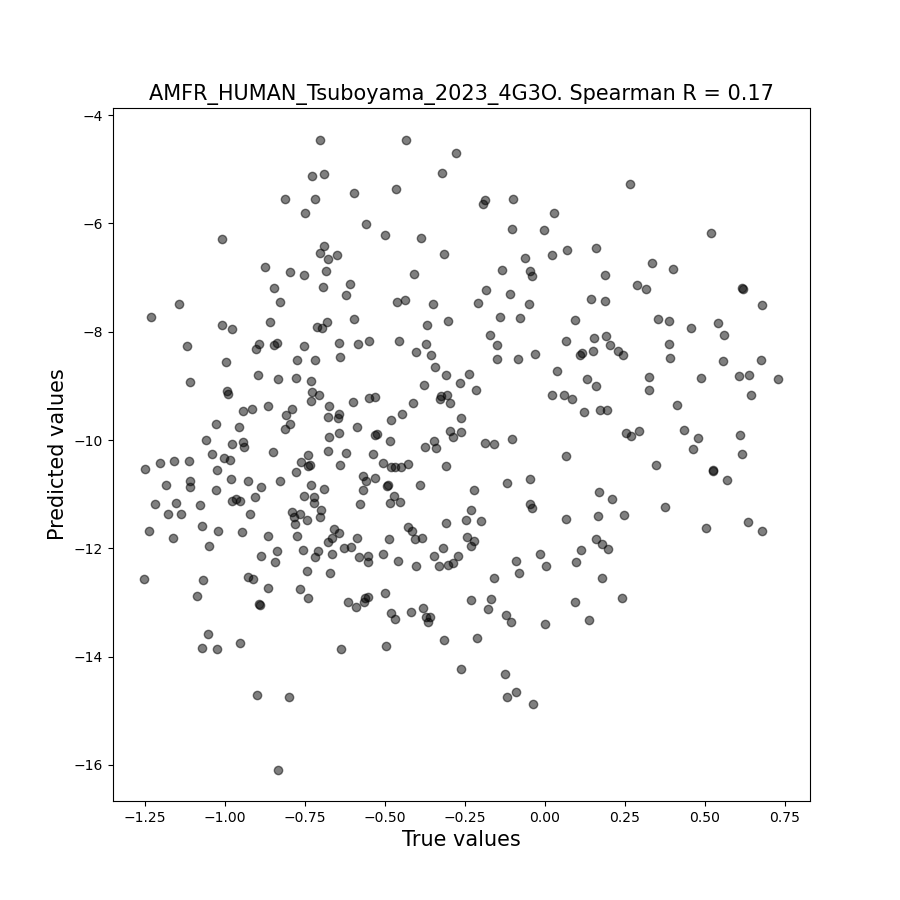 AMFR_HUMAN_Tsuboyama_2023_4G3O. Spearman R = 0.17
Predicted values
−4
−6
−8
−10
−12
−14
−16
−1.25 −1.00 −0.75 −0.50 −0.25 0.00 0.25 0.50 0.75
True values